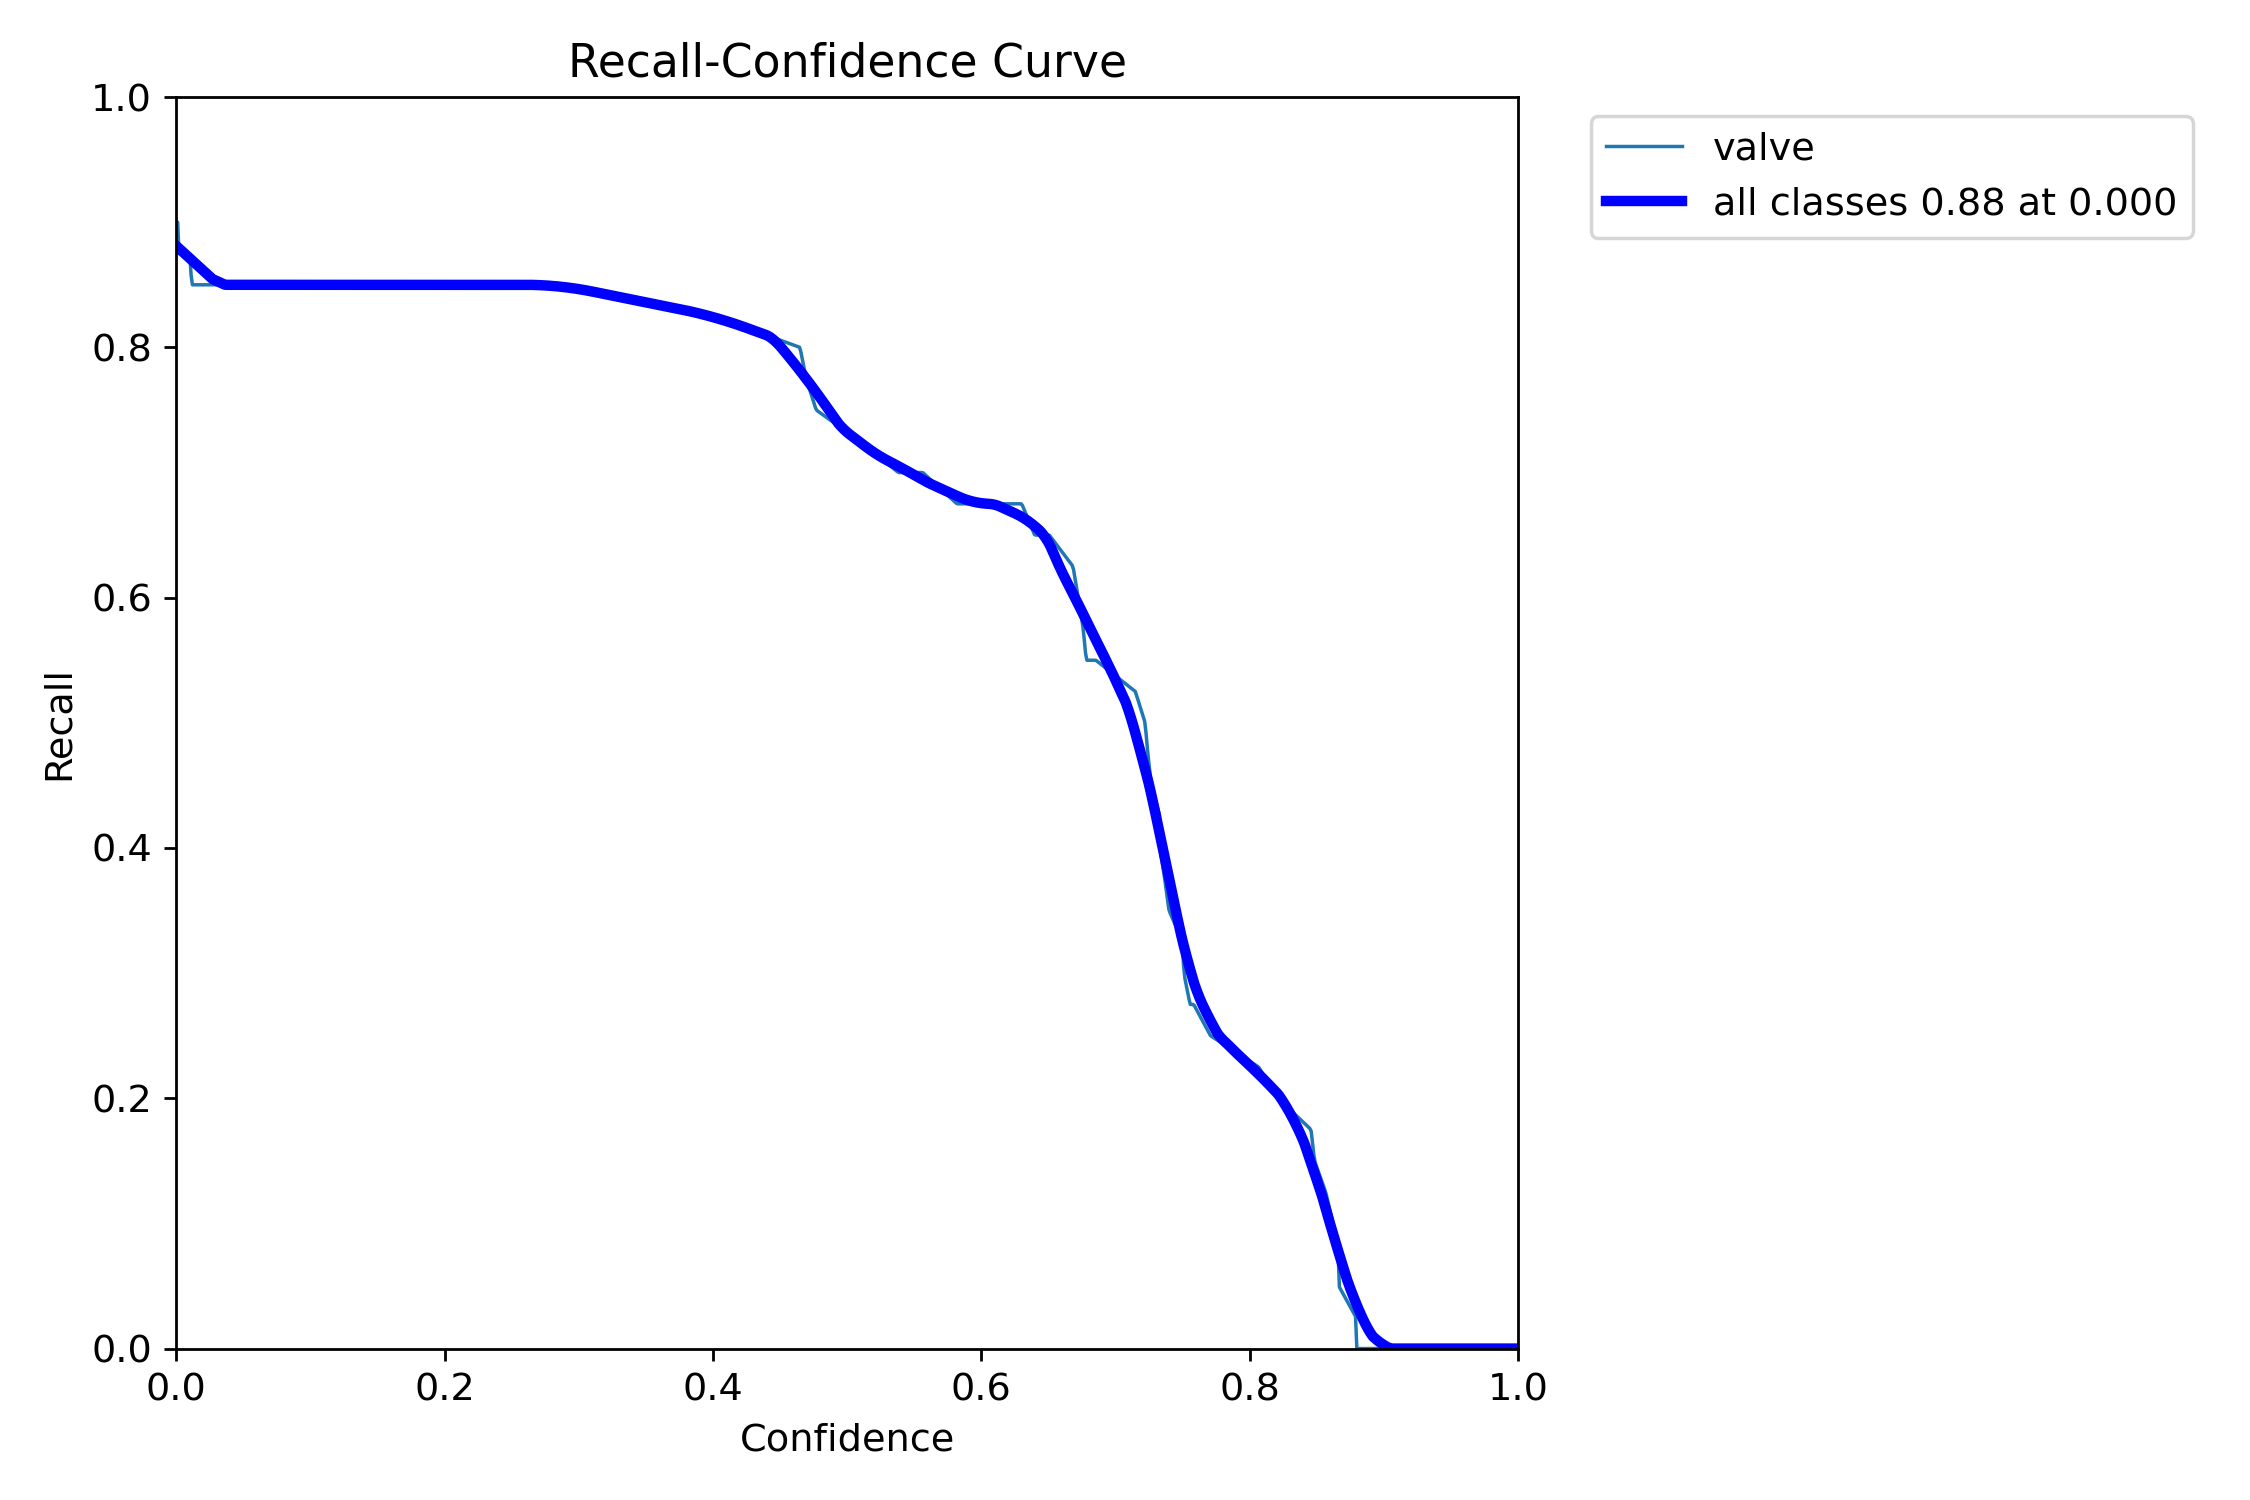 Recall-Confidence Curve
1.0
0.8
0.6
0.4
0.2
0.0
Recall
0.0 0.2 0.4 0.6 0.8 1.0
Confidence
valve
all classes 0.88 at 0.000